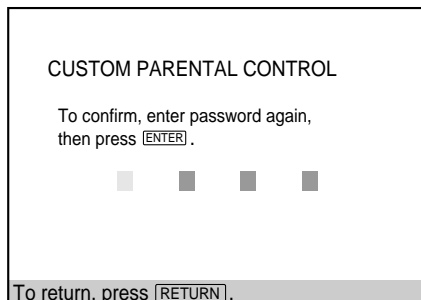 CUSTOM PARENTAL CONTROL
To confirm, enter password again,
then press ENTER .
To return, press RETURN .